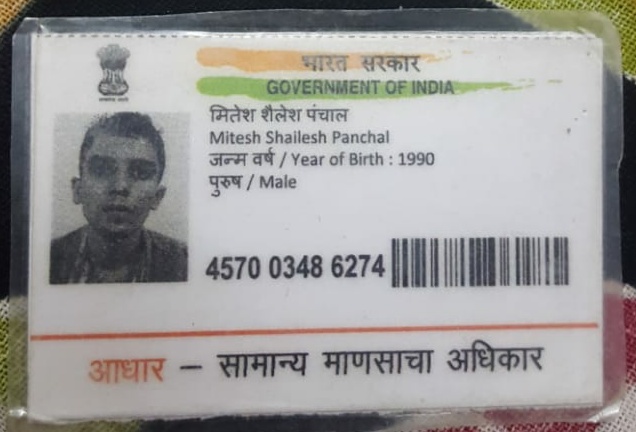 भारत सरकार
GOVERNMENT OF INDIA
मितेश शैलेश पंचाल
Mitesh Shailesh Panchal
जन्म वर्ष / Year of Birth : 1990
पुरुष / Male
4570 0348 6274
आधार – सामान्य माणसाचा अधिकार